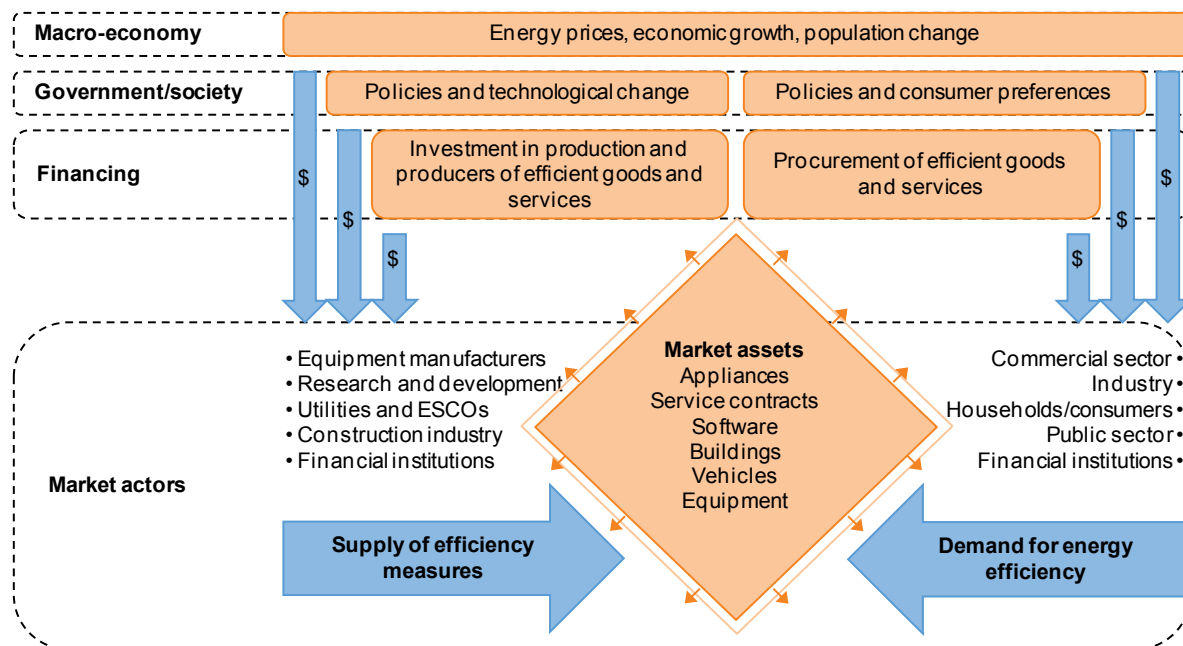 Macro-economy
Energy prices, economic growth, population change
Government/society
Policies and technological change
Policies and consumer preferences
Financing
Investment in production and
producers of efficient goods and
services
Procurement of efficient goods
and services
$
$
$
$
$
$
Market actors
• Equipment manufacturers
• Research and development
• Utilities and ESCOs
• Construction industry
• Financial institutions
Market assets
Appliances
Service contracts
Software
Buildings
Vehicles
Equipment
Commercial sector •
Industry •
Households/consumers •
Public sector •
Financial institutions •
Supply of efficiency
measures
Demand for energy
efficiency